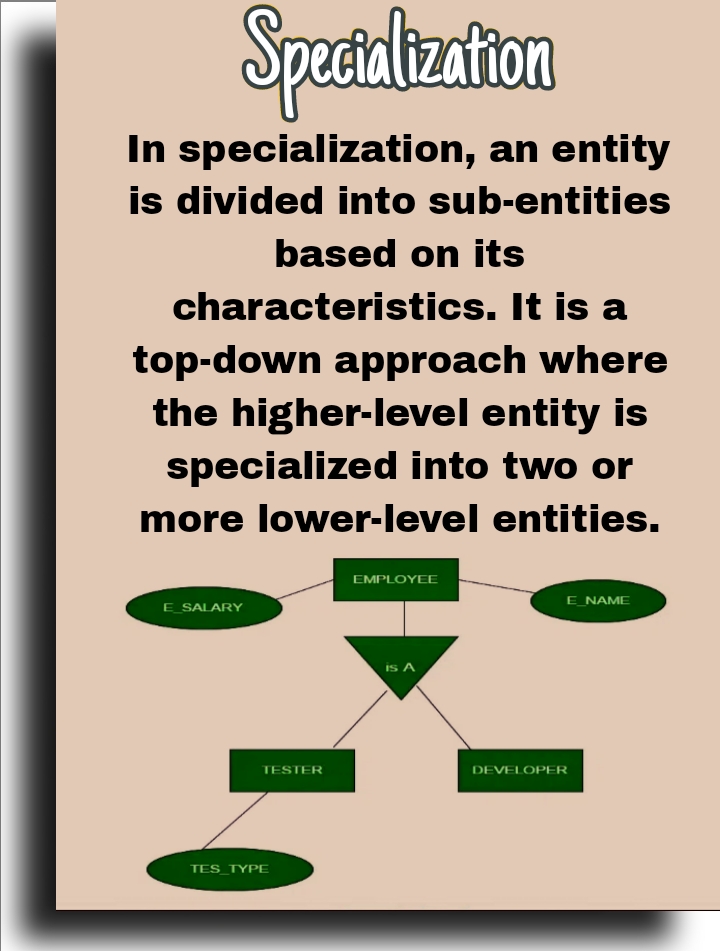 Specialization
In specialization, an entity
is divided into sub-entities
based on its
characteristics. It is a
top-down approach where
the higher-level entity is
specialized into two or
more lower-level entities.
EMPLOYEE
E_SALARY
E_NAME
is A
TESTER
DEVELOPER
TES_TYPE